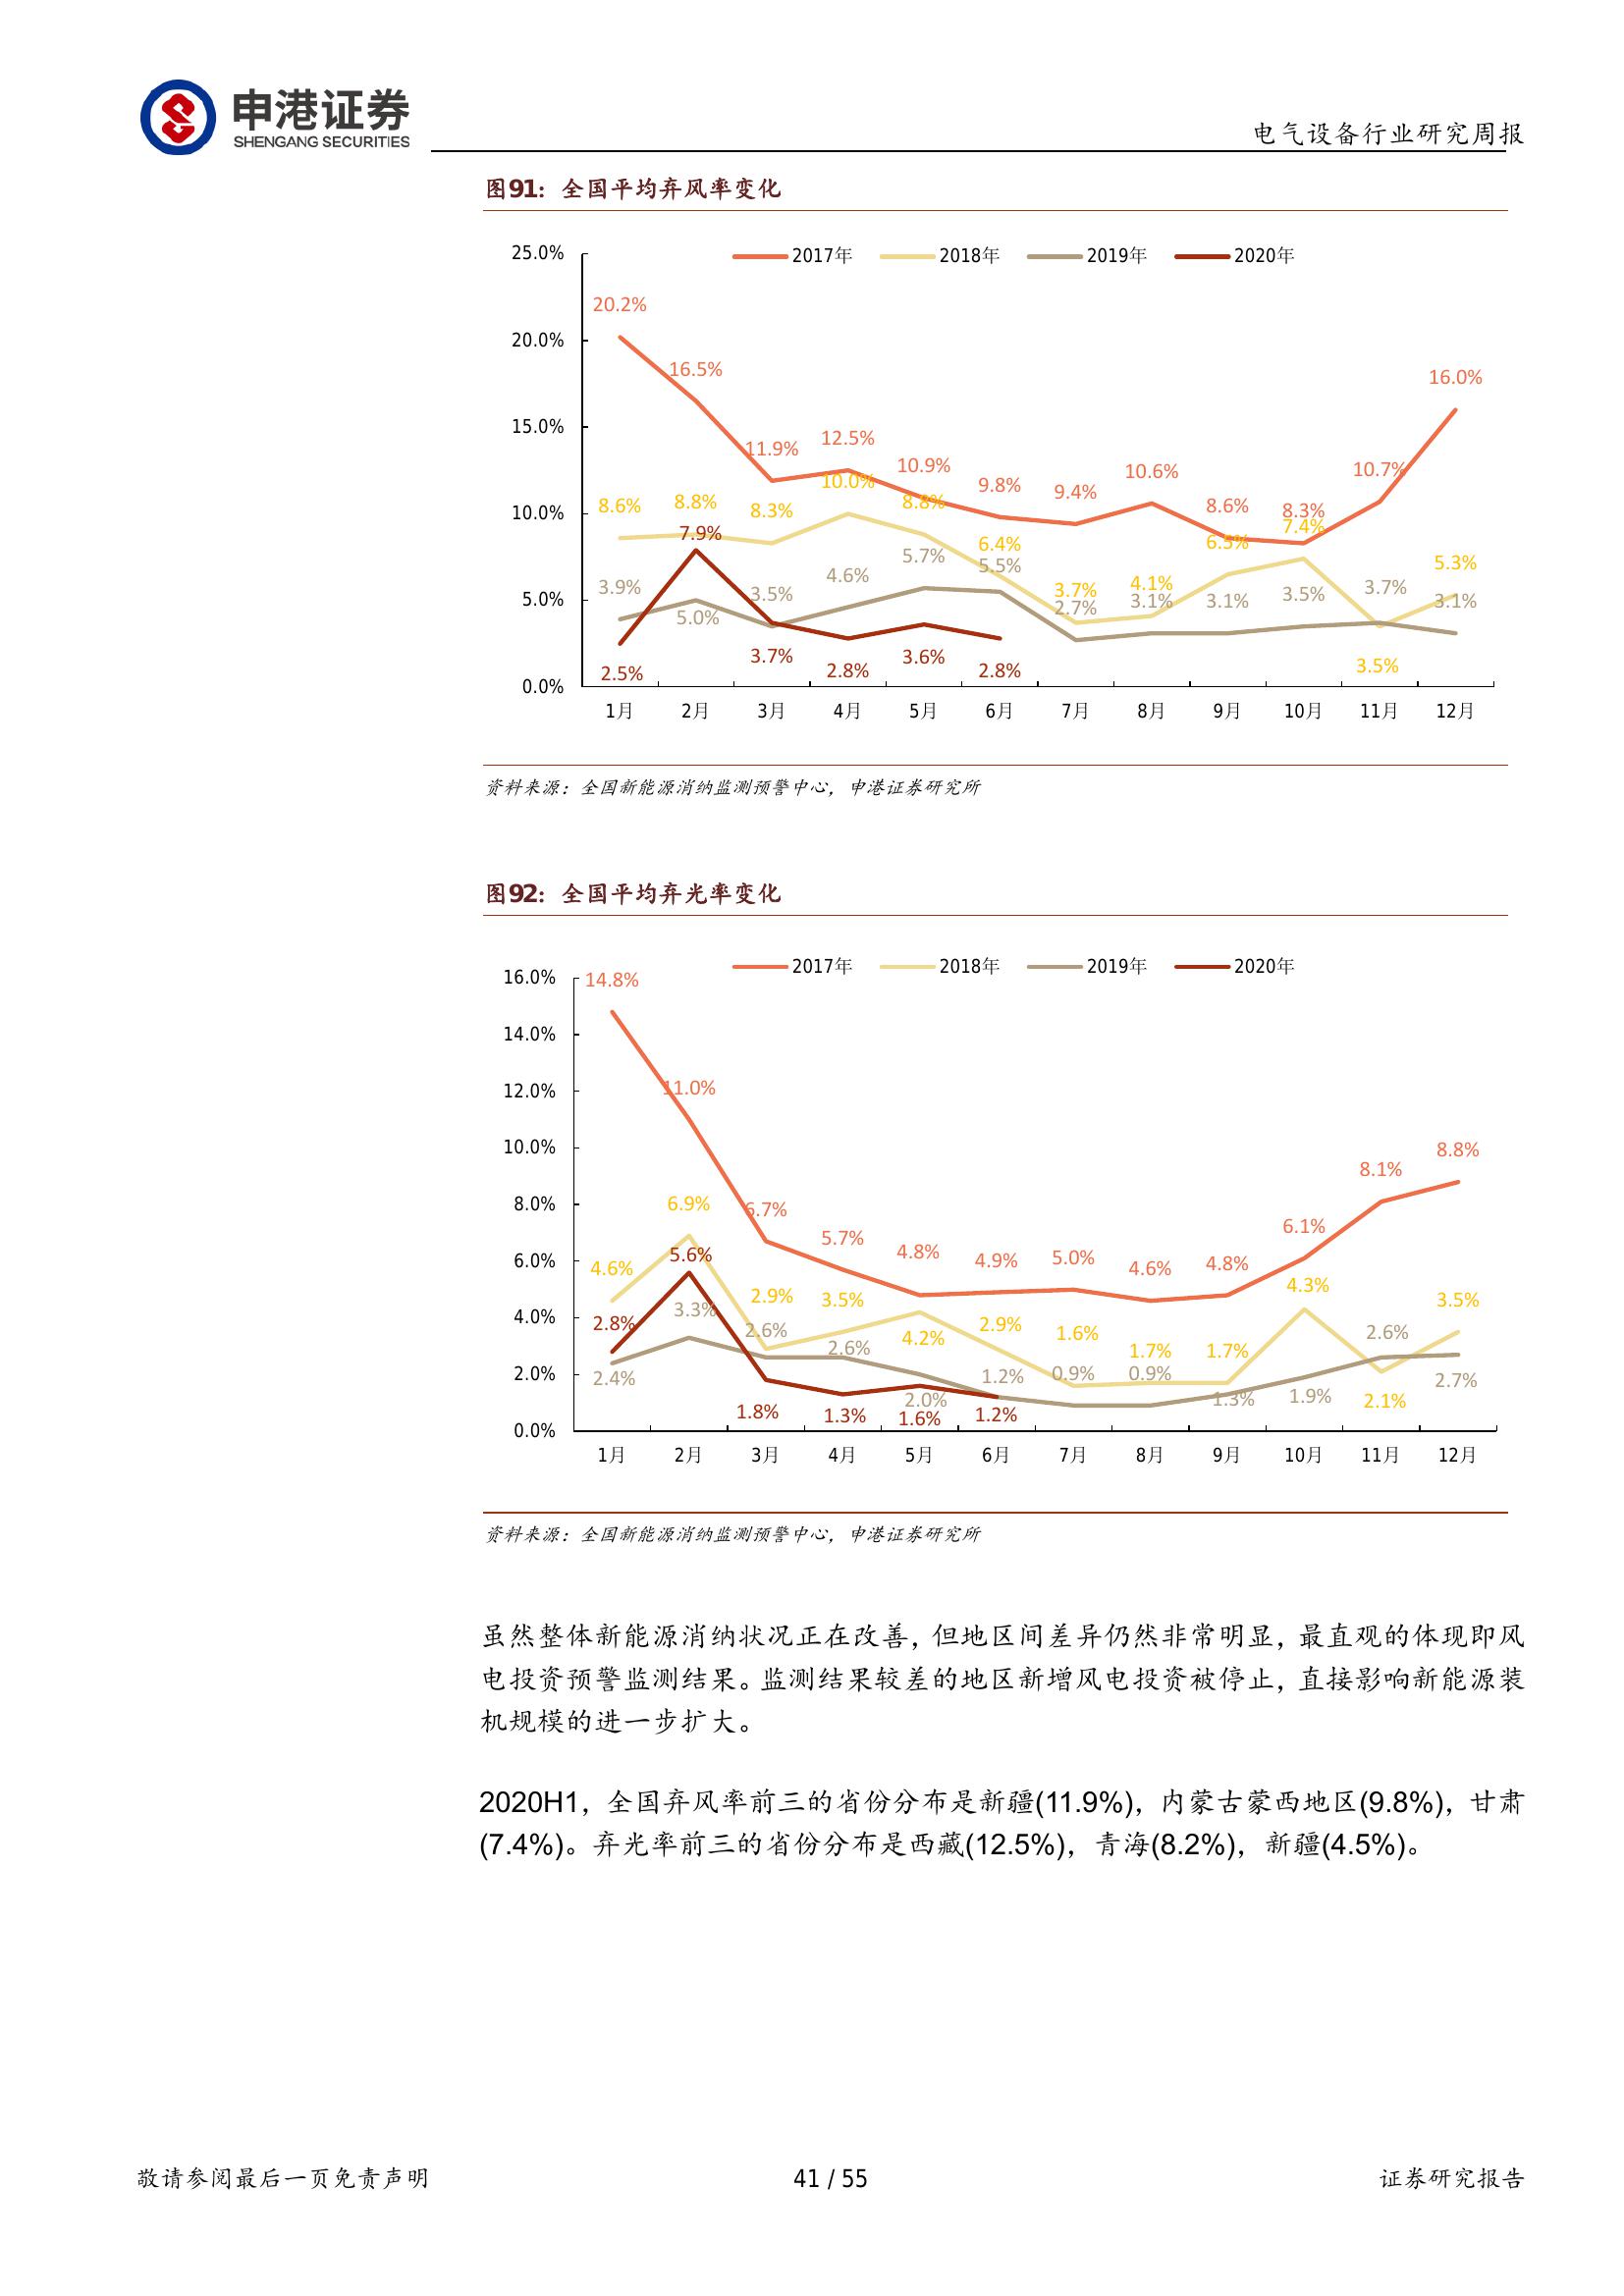 申港证券
SHENGANG SECURITIES
电气设备行业研究周报
图91: 全国平均弃风率变化
2017年 2018年 2019年 2020年
25.0%
20.0%
15.0%
10.0%
5.0%
0.0%
20.2% 16.5% 11.9% 12.5% 10.9% 9.8% 9.4% 10.6% 8.6% 8.3% 10.7% 16.0%
8.6% 8.8% 8.3% 10.0% 8.8% 6.4% 3.7% 4.1% 6.5% 7.4% 3.5% 5.3%
3.9% 5.0% 3.5% 4.6% 5.7% 5.5% 2.7% 3.1% 3.1% 3.5% 3.7% 3.1%
2.5% 7.9% 3.7% 2.8% 3.6% 2.8%
1月 2月 3月 4月 5月 6月 7月 8月 9月 10月 11月 12月
资料来源: 全国新能源消纳监测预警中心, 申港证券研究所
图92: 全国平均弃光率变化
2017年 2018年 2019年 2020年
16.0%
14.0%
12.0%
10.0%
8.0%
6.0%
4.0%
2.0%
0.0%
14.8% 11.0% 6.7% 5.7% 4.8% 4.9% 5.0% 4.6% 4.8% 6.1% 8.1% 8.8%
4.6% 6.9% 2.9% 3.5% 4.2% 2.9% 1.6% 1.7% 1.7% 4.3% 2.1% 3.5%
2.4% 3.3% 2.6% 2.6% 2.0% 1.2% 0.9% 0.9% 1.3% 1.9% 2.6% 2.7%
2.8% 5.6% 1.8% 1.3% 1.6% 1.2%
1月 2月 3月 4月 5月 6月 7月 8月 9月 10月 11月 12月
资料来源: 全国新能源消纳监测预警中心, 申港证券研究所
虽然整体新能源消纳状况正在改善，但地区间差异仍然非常明显，最直观的体现即风
电投资预警监测结果。监测结果较差的地区新增风电投资被停止，直接影响新能源装
机规模的进一步扩大。
2020H1，全国弃风率前三的省份分布是新疆(11.9%)，内蒙古蒙西地区(9.8%)，甘肃
(7.4%)。弃光率前三的省份分布是西藏(12.5%)，青海(8.2%)，新疆(4.5%)。
敬请参阅最后一页免责声明
41 / 55
证券研究报告